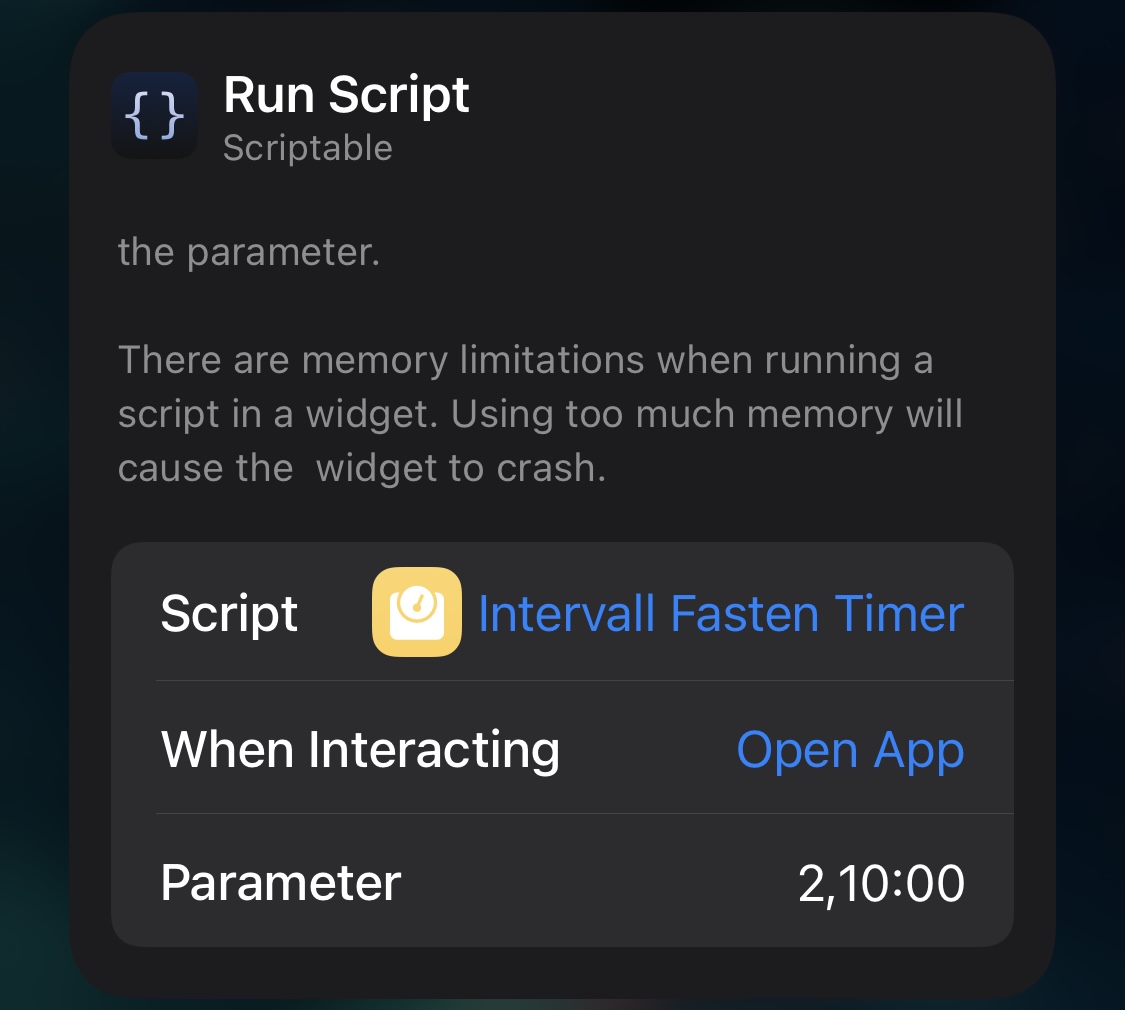 { }
Run Script
Scriptable
the parameter.
There are memory limitations when running a
script in a widget. Using too much memory will
cause the  widget to crash.
Script Intervall Fasten Timer
When Interacting Open App
Parameter 2,10:00